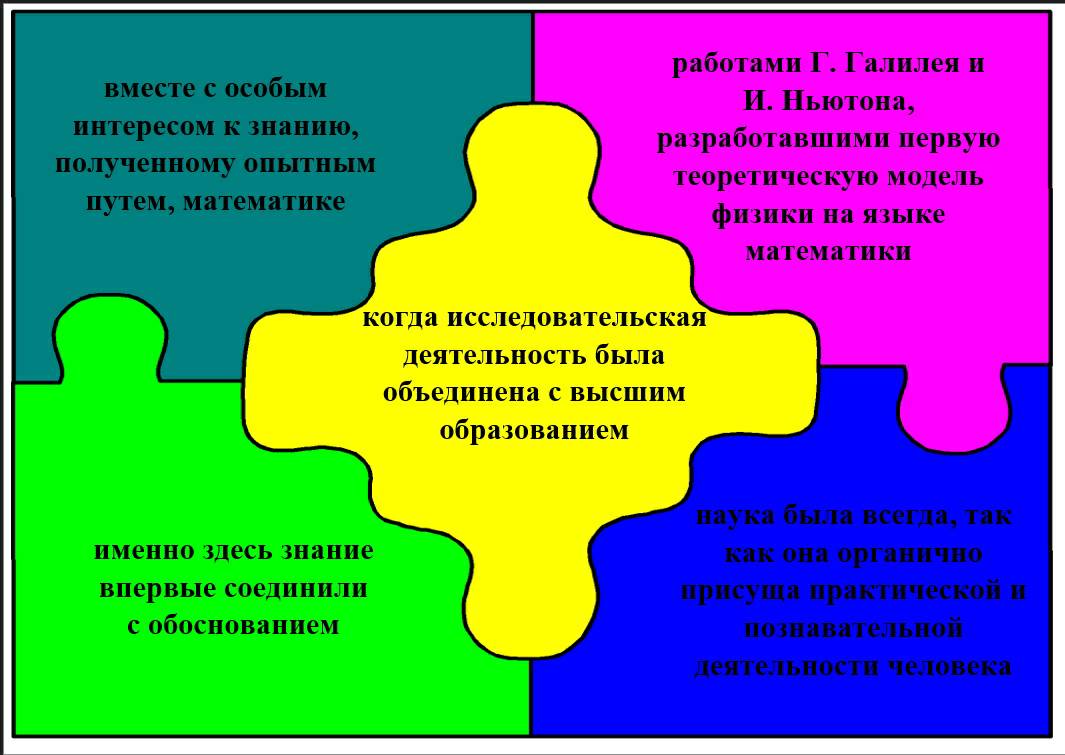 вместе с особым
интересом к знанию,
полученному опытным
путем, математике
работами Г. Галилея и
И. Ньютона,
разработавшими первую
теоретическую модель
физики на языке
математики
когда исследовательская
деятельность была
объединена с высшим
образованием
именно здесь знание
впервые соединили
с обоснованием
наука была всегда, так
как она органично
присуща практической и
познавательной
деятельности человека